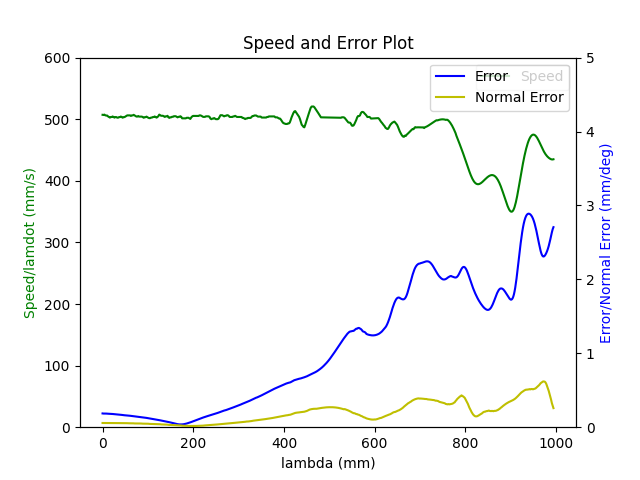 Speed and Error Plot
600
500
400
300
200
100
0
Speed/lamdot (mm/s)
5
4
3
2
1
0
Error/Normal Error (mm/deg)
Error
Speed
Normal Error
0
200
400
600
800
1000
lambda (mm)